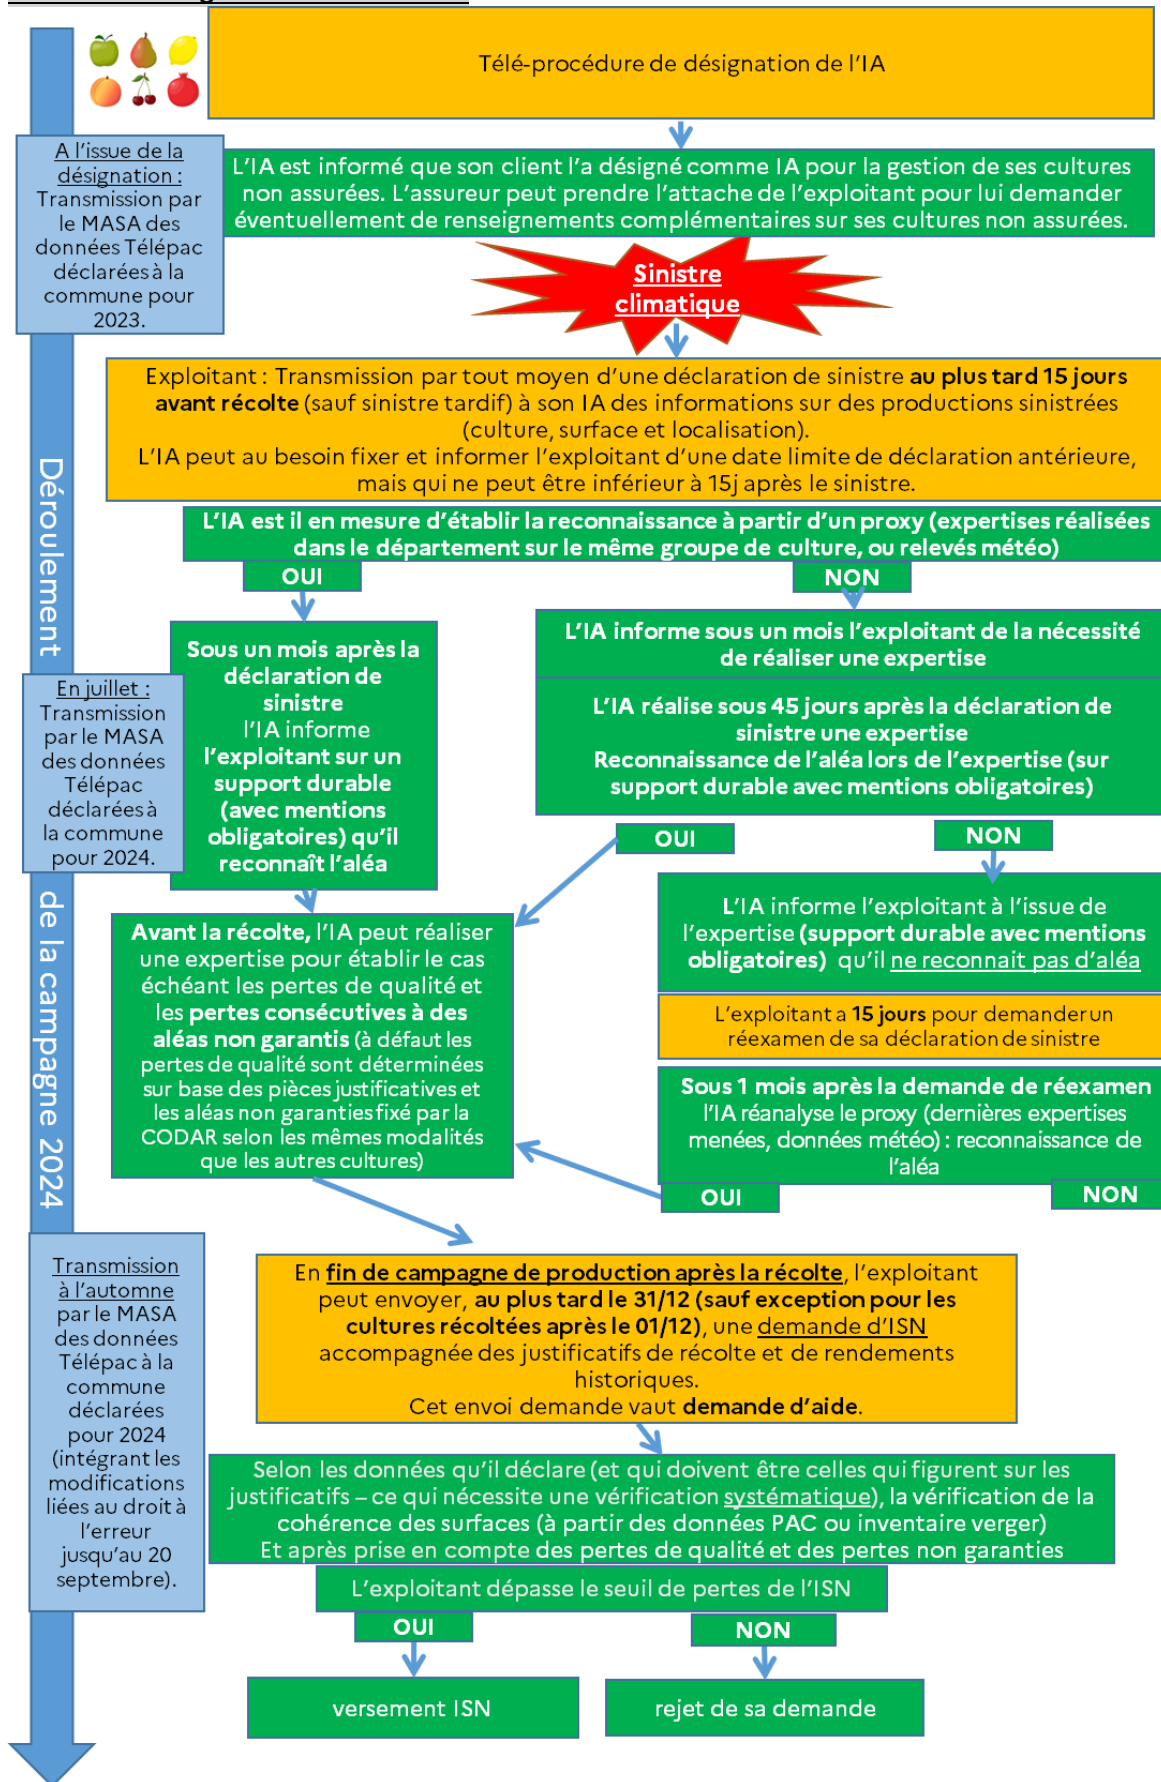 Télé-procédure de désignation de l'IA
A l'issue de la
désignation :
Transmission par
le MASA des
données Télépac
déclarées à la
commune pour
2023.
L'IA est informé que son client l'a désigné comme IA pour la gestion de ses cultures
non assurées. L'assureur peut prendre l'attache de l'exploitant pour lui demander
éventuellement de renseignements complémentaires sur ses cultures non assurées.
Sinistre
climatique
Exploitant : Transmission par tout moyen d'une déclaration de sinistre au plus tard 15 jours
avant récolte (sauf sinistre tardif) à son IA des informations sur des productions sinistrées
(culture, surface et localisation).
L'IA peut au besoin fixer et informer l'exploitant d'une date limite de déclaration antérieure,
mais qui ne peut être inférieur à 15j après le sinistre.
L'IA est il en mesure d'établir la reconnaissance à partir d'un proxy (expertises réalisées
dans le département sur le même groupe de culture, ou relevés météo)
OUI
NON
Sous un mois après la
déclaration de
sinistre
l'IA informe
l'exploitant sur un
support durable
(avec mentions
obligatoires) qu'il
reconnaît l'aléa
L'IA informe sous un mois l'exploitant de la nécessité
de réaliser une expertise
L'IA réalise sous 45 jours après la déclaration de
sinistre une expertise
Reconnaissance de l'aléa lors de l'expertise (sur
support durable avec mentions obligatoires)
OUI
NON
Déroulement de la campagne 2024
En juillet :
Transmission
par le MASA
des données
Télépac
déclarées à
la commune
pour 2024.
L'IA informe l'exploitant à l'issue de
l'expertise (support durable avec mentions
obligatoires) qu'il ne reconnait pas d'aléa
L'exploitant a 15 jours pour demander un
réexamen de sa déclaration de sinistre
Sous 1 mois après la demande de réexamen
l'IA réanalyse le proxy (dernières expertises
menées, données météo) : reconnaissance de
l'aléa
OUI
NON
Avant la récolte, l'IA peut réaliser
une expertise pour établir le cas
échéant les pertes de qualité et
les pertes consécutives à des
aléas non garantis (à défaut les
pertes de qualité sont déterminées
sur base des pièces justificatives et
les aléas non garanties fixé par la
CODAR selon les mêmes modalités
que les autres cultures)
Transmission
à l'automne
par le MASA
des données
Télépac à la
commune
déclarées
pour 2024
(intégrant les
modifications
liées au droit à
l'erreur
jusqu'au 20
septembre).
En fin de campagne de production après la récolte, l'exploitant
peut envoyer, au plus tard le 31/12 (sauf exception pour les
cultures récoltées après le 01/12), une demande d'ISN
accompagnée des justificatifs de récolte et de rendements
historiques.
Cet envoi demande vaut demande d'aide.
Selon les données qu'il déclare (et qui doivent être celles qui figurent sur les
justificatifs – ce qui nécessite une vérification systématique), la vérification de la
cohérence des surfaces (à partir des données PAC ou inventaire verger)
Et après prise en compte des pertes de qualité et des pertes non garanties
L'exploitant dépasse le seuil de pertes de l'ISN
OUI
NON
versement ISN
rejet de sa demande